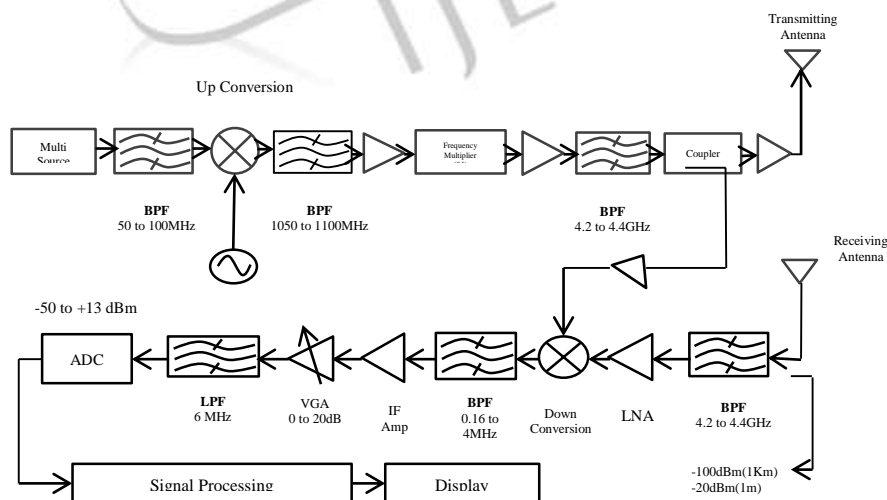 Transmitting
Antenna
Up Conversion
Multi
Source
Frequency
Multiplier
Coupler
BPF
50 to 100MHz
BPF
1050 to 1100MHz
BPF
4.2 to 4.4GHz
Receiving
Antenna
-50 to +13 dBm
ADC
LPF
6 MHz
VGA
0 to 20dB
IF
Amp
BPF
0.16 to
4MHz
Down
Conversion
LNA
BPF
4.2 to 4.4GHz
-100dBm(1Km)
-20dBm(1m)
Signal Processing
Display